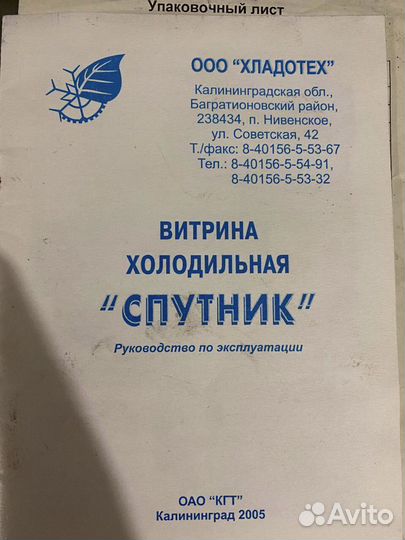 Упаковочный лист
ООО "ХЛАДОТЕХ"
Калининградская обл.,
Багратионовский район,
238434, п. Нивенское,
ул. Советская, 42
Т./факс: 8-40156-5-53-67
Тел.: 8-40156-5-54-91,
8-40156-5-53-32
ВИТРИНА
ХОЛОДИЛЬНАЯ
"СПУТНИК"
Руководство по эксплуатации
ОАО "КГТ"
Калининград 2005
Avito